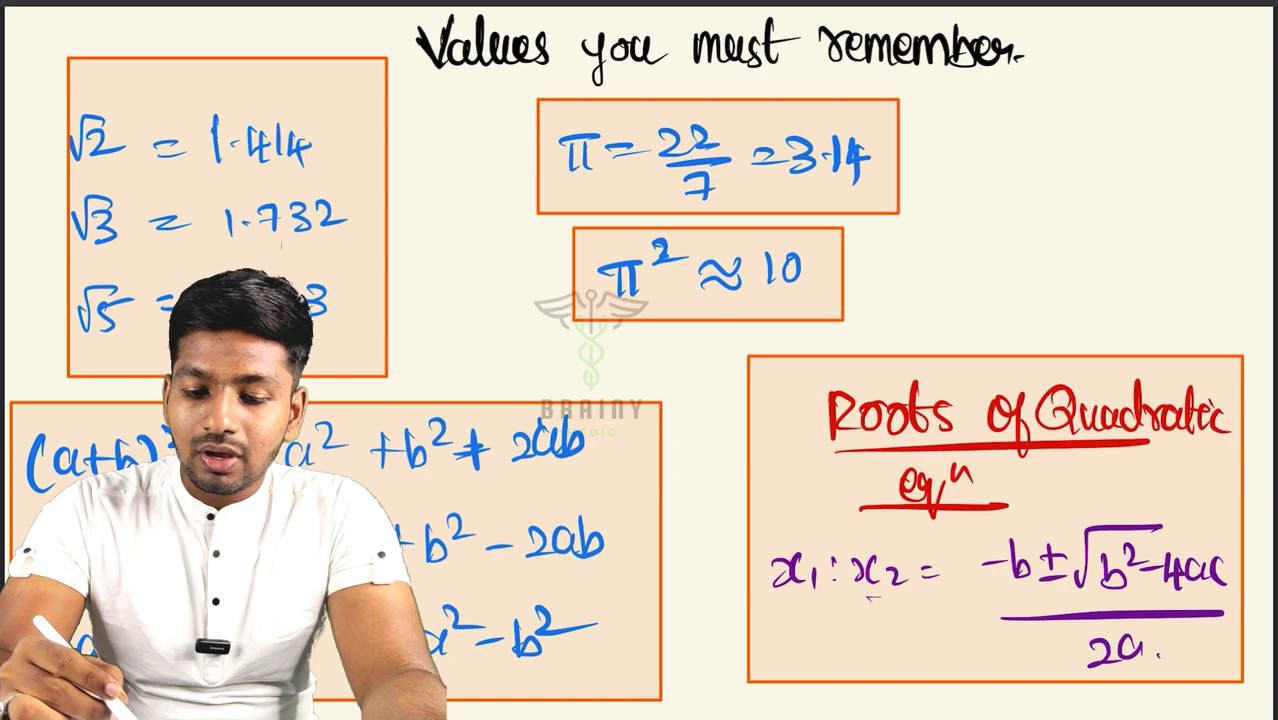 Values you must remember.
√2 = 1.414
√3 = 1.732
√5 = 3
π = 22/7 = 3.14
π² ≈ 10
BRAINY
(a+b) a² + b² + 2ab
+ b² - 2ab
a² - b²
Roots of Quadratic
eqⁿ
x₁ : x₂ = -b ± √b² - 4ac
2a.